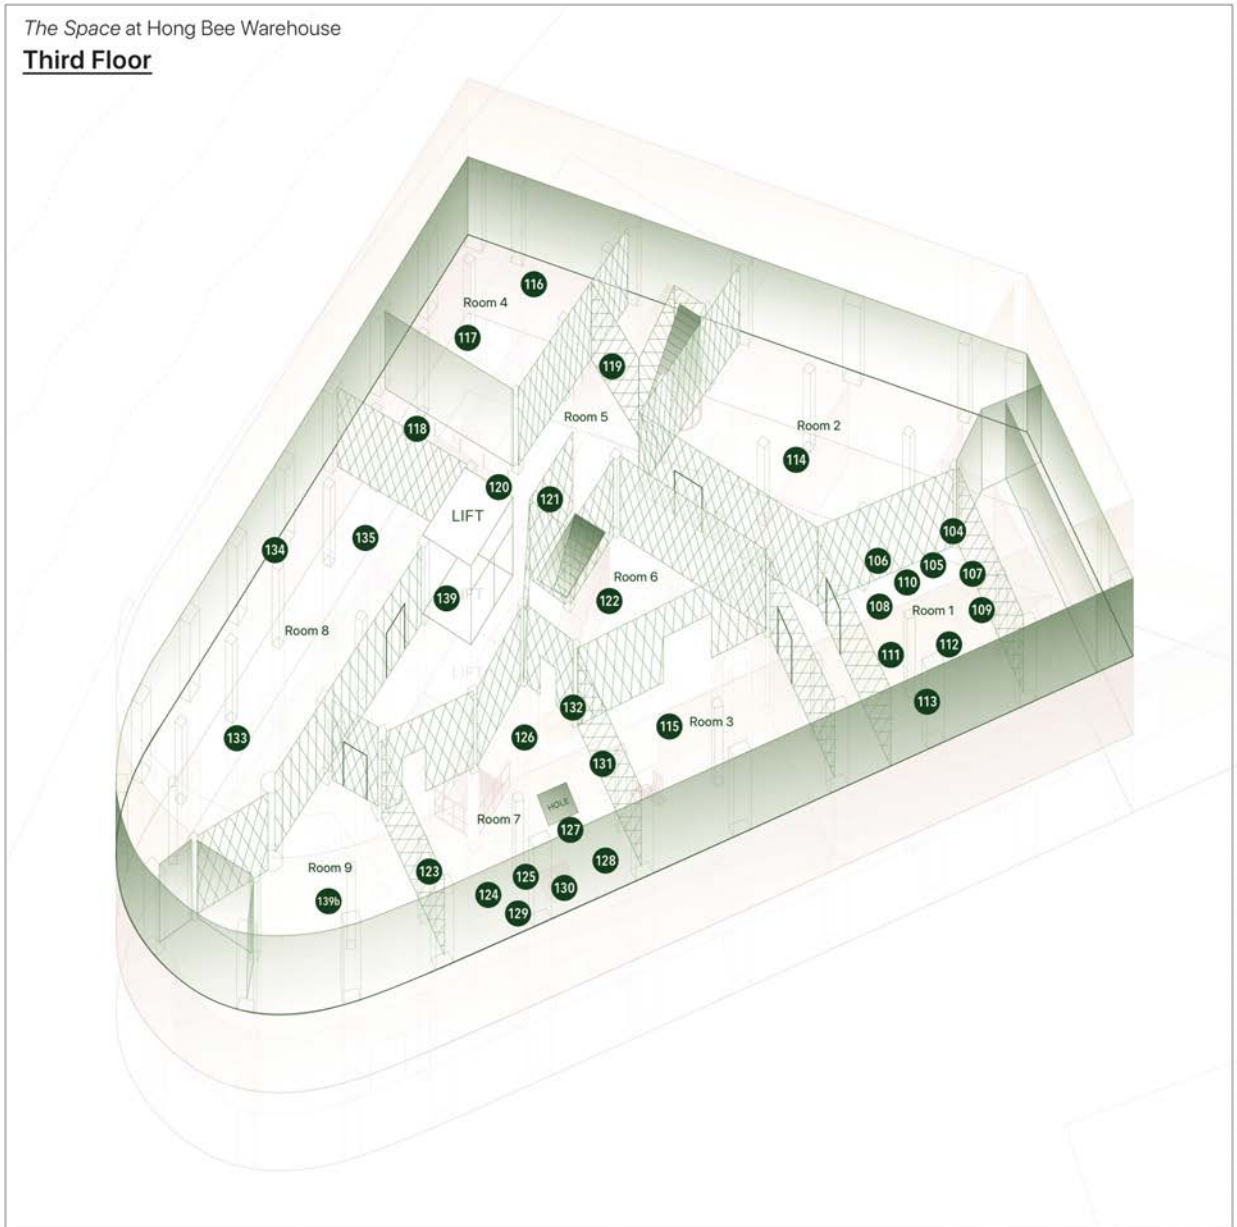 The Space at Hong Bee Warehouse
Third Floor
116
Room 4
117
119
Room 5
118
Room 2
114
120
121
LIFT
104
134
135
106
105
107
110
Room 6
139
122
108
Room 1
109
LIFT
Room 8
112
111
LIFT
113
132
115
Room 3
133
126
131
HOLE
Room 7
127
128
Room 9
123
125
130
124
139b
129